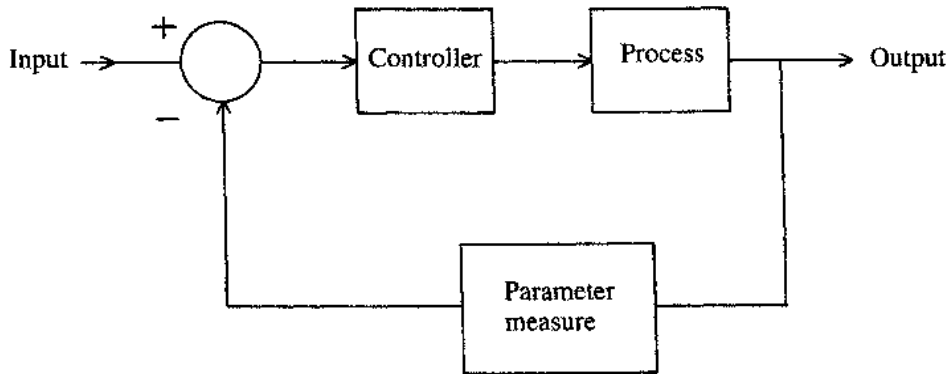 +
Input
Controller
Process
Output
−
Parameter
measure